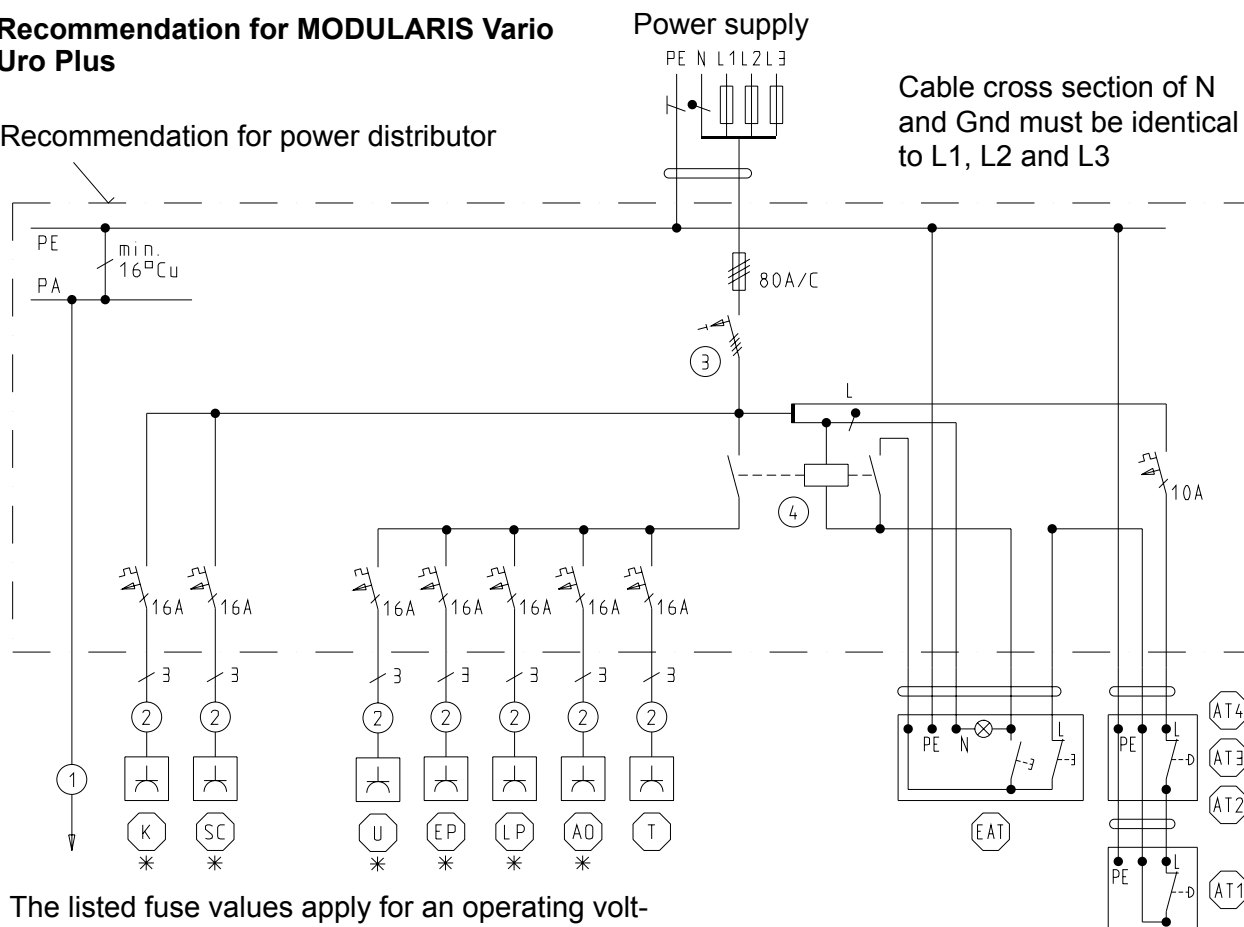 Recommendation for MODULARIS Vario
Uro Plus
Power supply
PE N L1 L2 L3
Cable cross section of N
and Gnd must be identical
to L1, L2 and L3
Recommendation for power distributor
PE
min.
16□Cu
PA
80A/C
3
L
4
10A
16A 16A 16A 16A 16A 16A 16A
3 3 3 3 3 3 3
2 2 2 2 2 2 2
1
PE N L
PE L
AT4
AT3
AT2
K SC U EP LP AO T
EAT
* * * * * *
PE L
AT1
The listed fuse values apply for an operating volt-